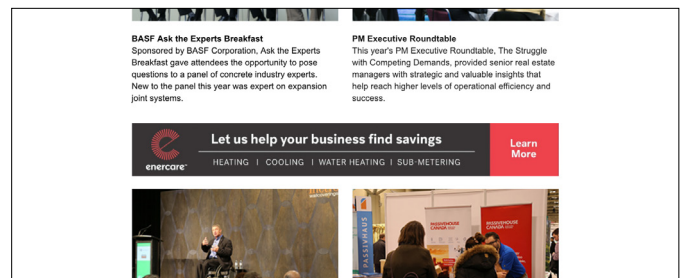 BASF Ask the Experts Breakfast
Sponsored by BASF Corporation, Ask the Experts
Breakfast gave attendees the opportunity to pose
questions to a panel of concrete industry experts.
New to the panel this year was expert on expansion
joint systems.
PM Executive Roundtable
This year's PM Executive Roundtable, The Struggle
with Competing Demands, provided senior real estate
managers with strategic and valuable insights that
help reach higher levels of operational efficiency and
success.
enercare
Let us help your business find savings
HEATING | COOLING | WATER HEATING | SUB-METERING
Learn
More
PASSIVHAUS
PASSIVEHOUSE
CANADA
PASSIVEHOUSE
CANADA